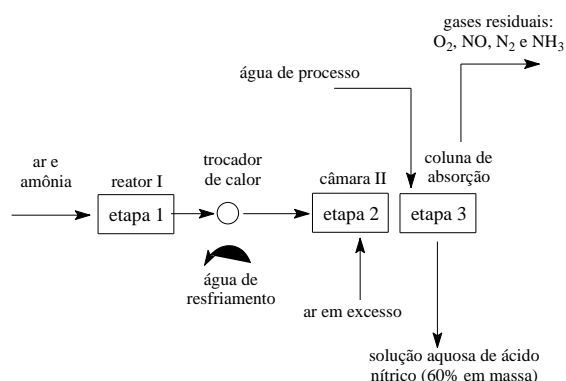 gases residuais:
O₂, NO, N₂ e NH₃
água de processo
coluna de
absorção
ar e
amônia
reator I
trocador
de calor
câmara II
etapa 1
etapa 2
etapa 3
água de
resfriamento
ar em excesso
solução aquosa de ácido
nítrico (60% em massa)